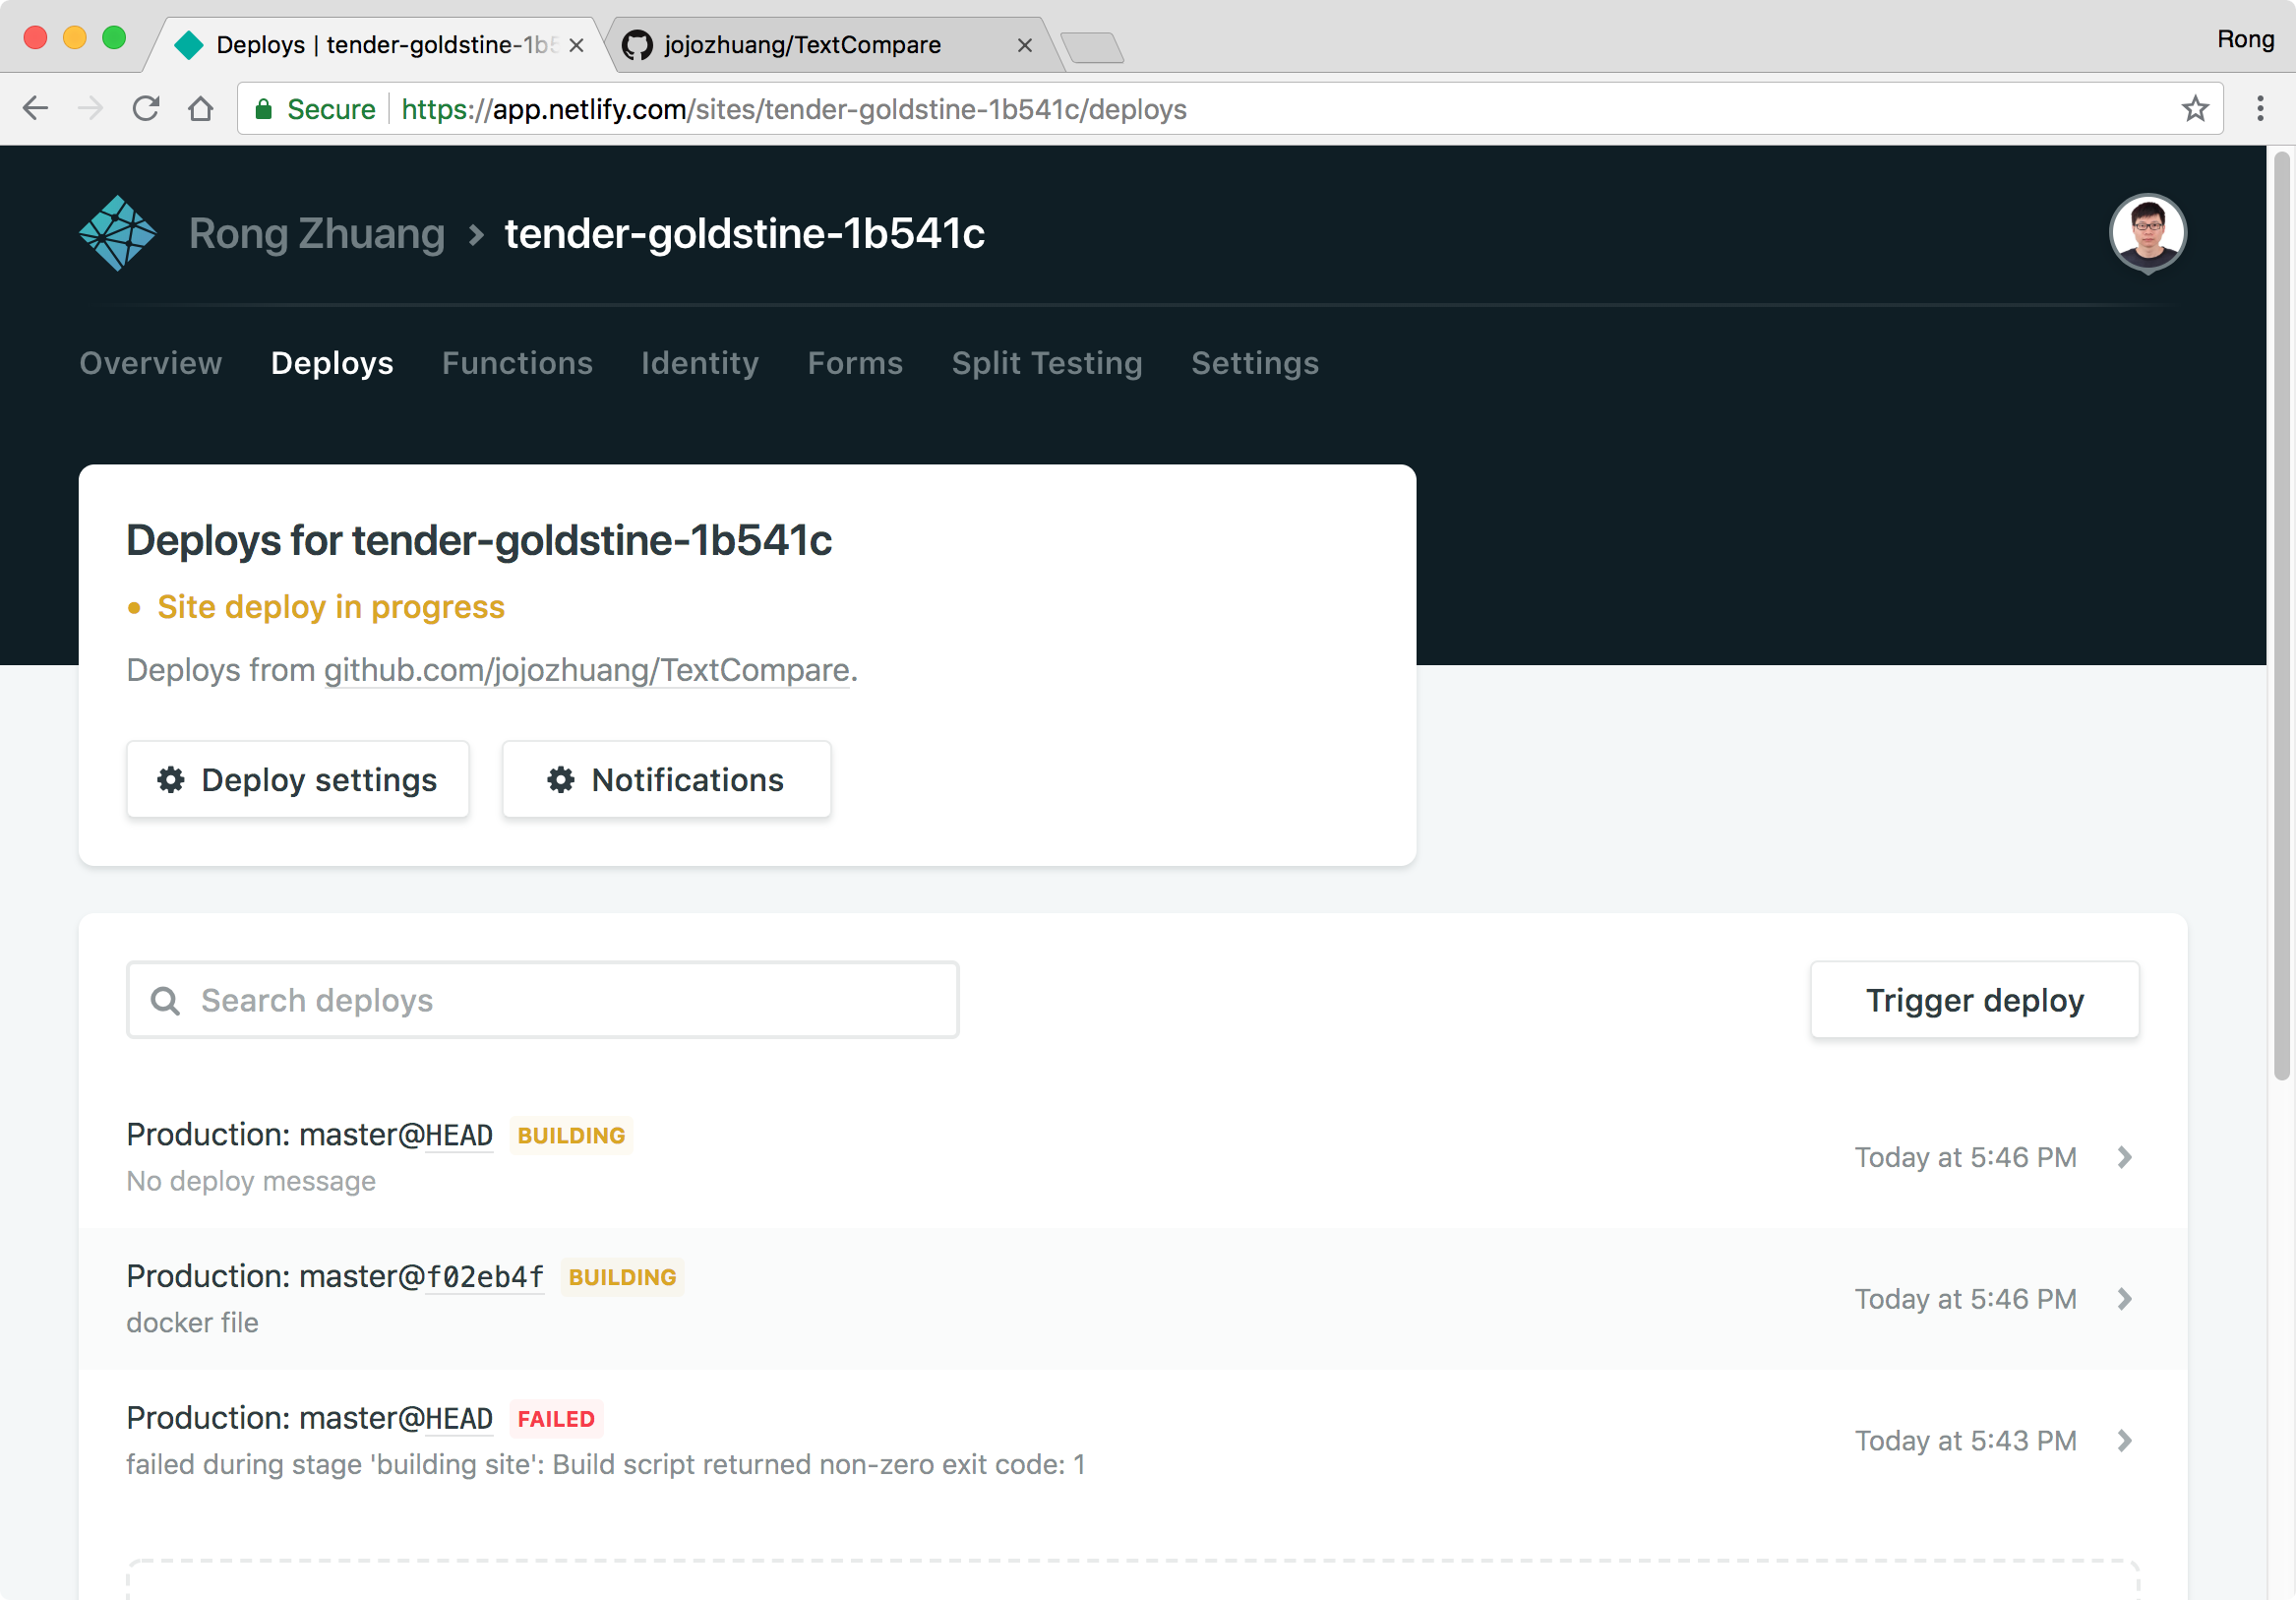 Deploys | tender-goldstine-1b5
jojozhuang/TextCompare
Rong
Secure https://app.netlify.com/sites/tender-goldstine-1b541c/deploys
Rong Zhuang > tender-goldstine-1b541c
Overview Deploys Functions Identity Forms Split Testing Settings
Deploys for tender-goldstine-1b541c
Site deploy in progress
Deploys from github.com/jojozhuang/TextCompare.
Deploy settings Notifications
Search deploys
Trigger deploy
Production: master@HEAD BUILDING
No deploy message
Today at 5:46 PM
Production: master@f02eb4f BUILDING
docker file
Today at 5:46 PM
Production: master@HEAD FAILED
failed during stage 'building site': Build script returned non-zero exit code: 1
Today at 5:43 PM